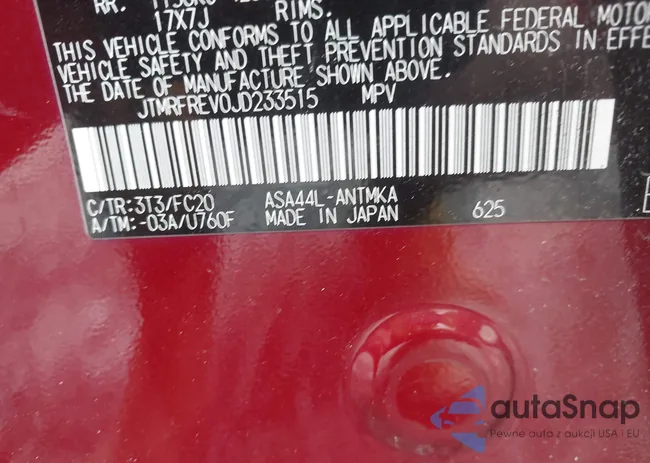 RR:
17X7J RIMS.
THIS VEHICLE CONFORMS TO ALL APPLICABLE FEDERAL MOTOR
VEHICLE SAFETY AND THEFT PREVENTION STANDARDS IN EFFE
THE DATE OF MANUFACTURE SHOWN ABOVE.
JTMRFREV0JD233515 MPV
C/TR:3T3/FC20 ASA44L-ANTMKA
A/TM:-03A/U760F MADE IN JAPAN 625
autaSnap
Pewne auta z aukcji USA i EU